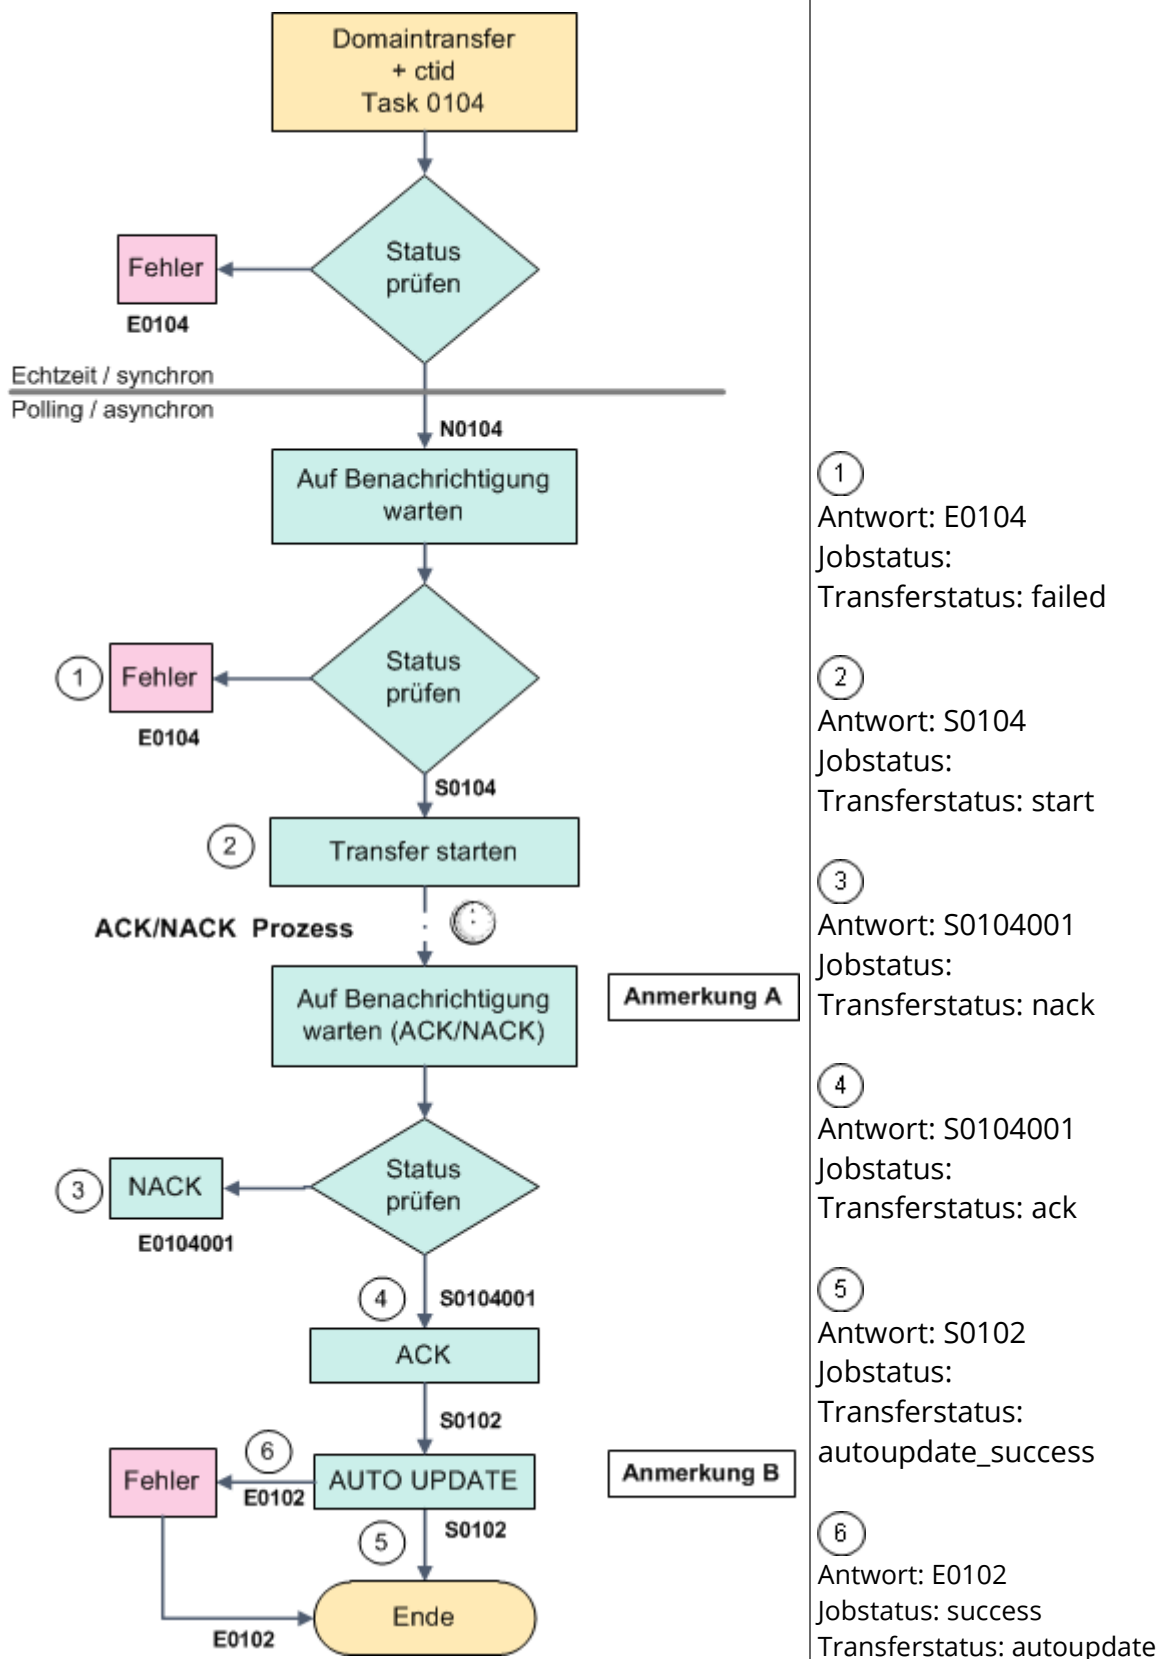 Domaintransfer
+ ctid
Task 0104
Status
prüfen
Fehler
E0104
Echtzeit / synchron
Polling / asynchron
N0104
Auf Benachrichtigung
warten
Status
prüfen
1
Fehler
E0104
S0104
2
Transfer starten
ACK/NACK Prozess
Auf Benachrichtigung
warten (ACK/NACK)
Anmerkung A
Status
prüfen
3
NACK
E0104001
4
S0104001
ACK
S0102
6
Fehler
E0102
AUTO UPDATE
Anmerkung B
5
S0102
Ende
E0102
1
Antwort: E0104
Jobstatus:
Transferstatus: failed
2
Antwort: S0104
Jobstatus:
Transferstatus: start
3
Antwort: S0104001
Jobstatus:
Transferstatus: nack
4
Antwort: S0104001
Jobstatus:
Transferstatus: ack
5
Antwort: S0102
Jobstatus:
Transferstatus:
autoupdate_success
6
Antwort: E0102
Jobstatus: success
Transferstatus: autoupdate